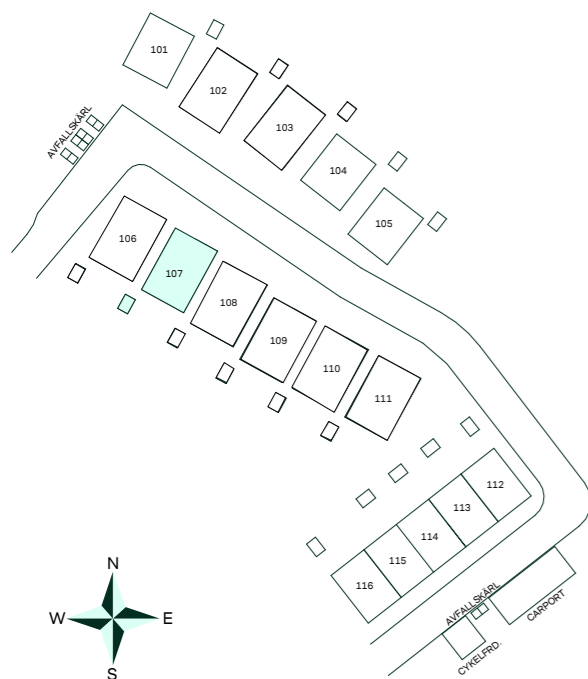 101
102
103
104
105
AVFALLSKÄRL
106
107
108
109
110
111
112
113
114
115
116
N
W
E
S
AVFALLSKÄRL
CARPORT
CYKELFRD.